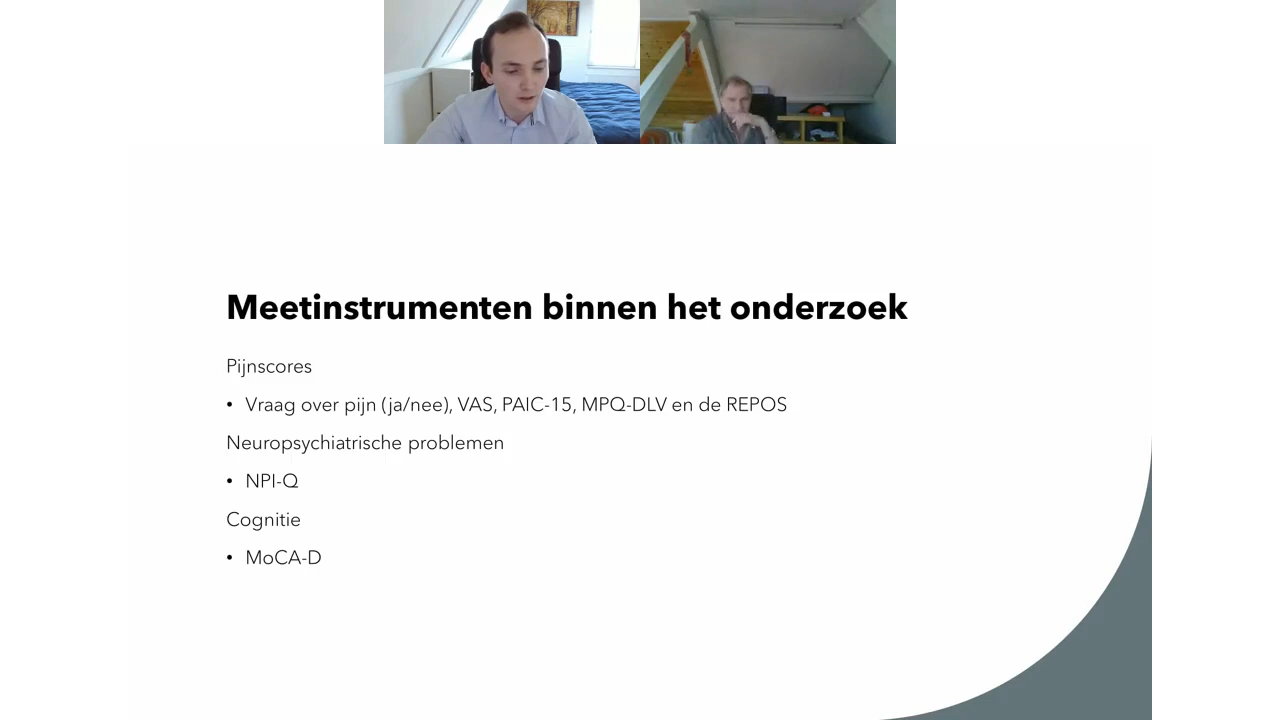 Meetinstrumenten binnen het onderzoek
Pijnscores
• Vraag over pijn (ja/nee), VAS, PAIC-15, MPQ-DLV en de REPOS
Neuropsychiatrische problemen
• NPI-Q
Cognitie
• MoCA-D